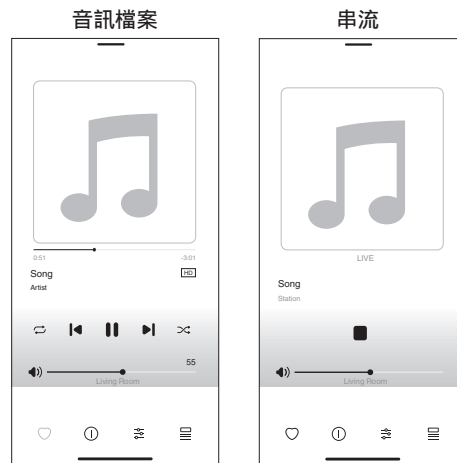 音訊檔案
0:51 -3:01
Song HD
Artist
55
Living Room
串流
LIVE
Song
Station
Living Room